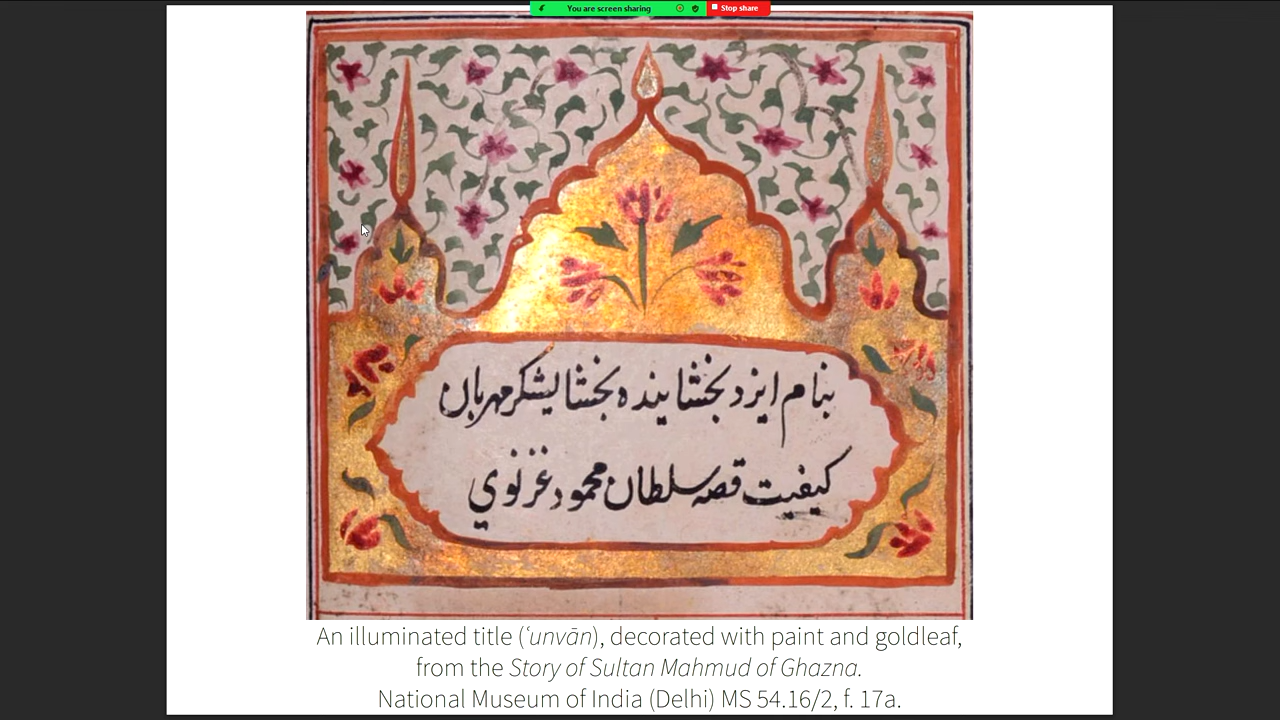 You are screen sharing
Stop share
بنام ایزد بخشاینده بخشایشگر مهربان
کیفیت قصه سلطان محمود غزنوي
An illuminated title (ʻunvān), decorated with paint and goldleaf,
from the Story of Sultan Mahmud of Ghazna.
National Museum of India (Delhi) MS 54.16/2, f. 17a.